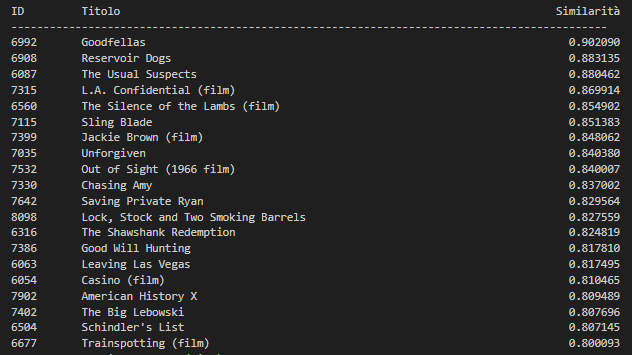 ID Titolo Similarità
--------------------------------------------------------------------------------------
6992 Goodfellas 0.902090
6908 Reservoir Dogs 0.883135
6087 The Usual Suspects 0.880462
7315 L.A. Confidential (film) 0.869914
6560 The Silence of the Lambs (film) 0.854902
7115 Sling Blade 0.851383
7399 Jackie Brown (film) 0.848062
7035 Unforgiven 0.840380
7532 Out of Sight (1966 film) 0.840007
7330 Chasing Amy 0.837002
7642 Saving Private Ryan 0.829564
8098 Lock, Stock and Two Smoking Barrels 0.827559
6316 The Shawshank Redemption 0.824819
7386 Good Will Hunting 0.817810
6063 Leaving Las Vegas 0.817495
6054 Casino (film) 0.810465
7902 American History X 0.809489
7402 The Big Lebowski 0.807696
6504 Schindler's List 0.807145
6677 Trainspotting (film) 0.800093